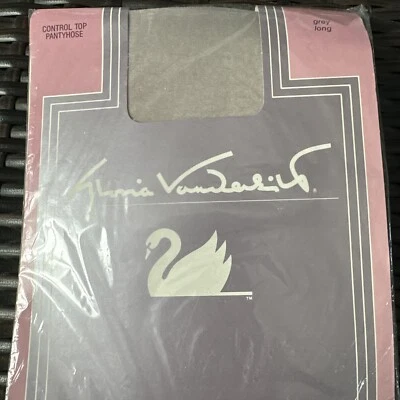 CONTROL TOP
PANTYHOSE
grey
long
Gloria Vanderbilt
TM